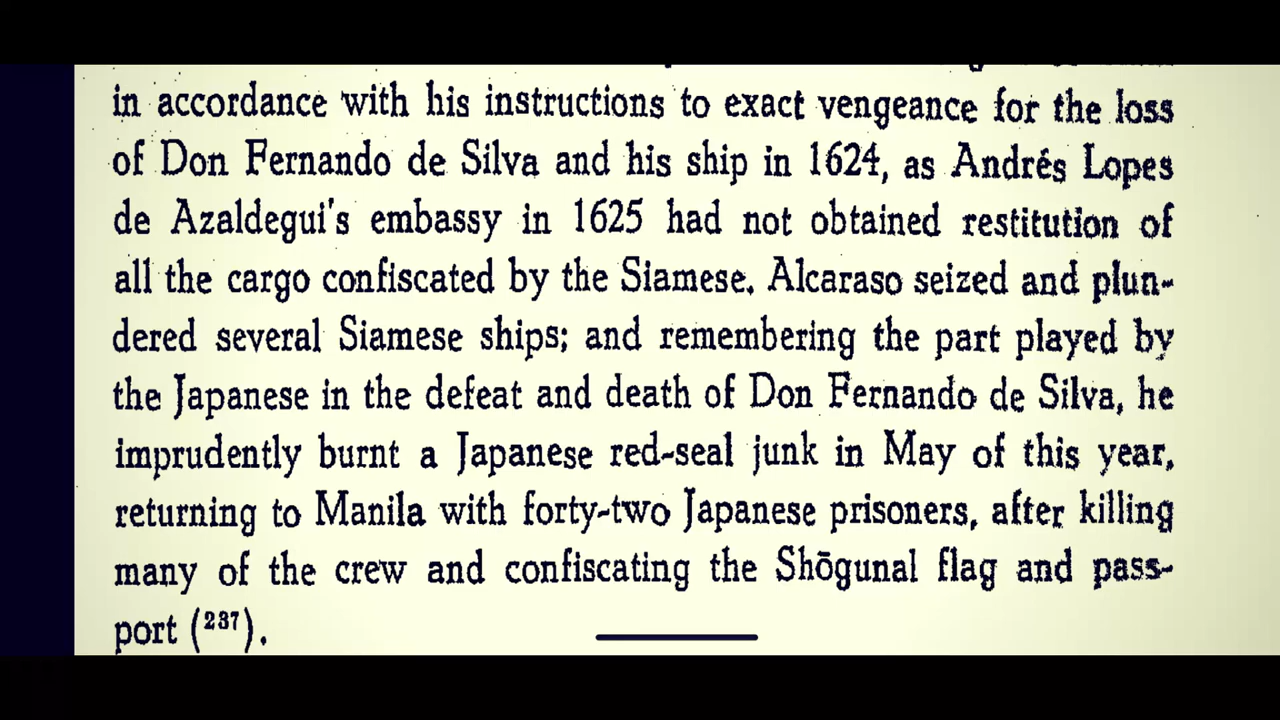 in accordance with his instructions to exact vengeance for the loss
of Don Fernando de Silva and his ship in 1624, as Andrés Lopes
de Azaldegui's embassy in 1625 had not obtained restitution of
all the cargo confiscated by the Siamese. Alcaraso seized and plun-
dered several Siamese ships; and remembering the part played by
the Japanese in the defeat and death of Don Fernando de Silva, he
imprudently burnt a Japanese red-seal junk in May of this year,
returning to Manila with forty-two Japanese prisoners, after killing
many of the crew and confiscating the Shōgunal flag and pass-
port (237).